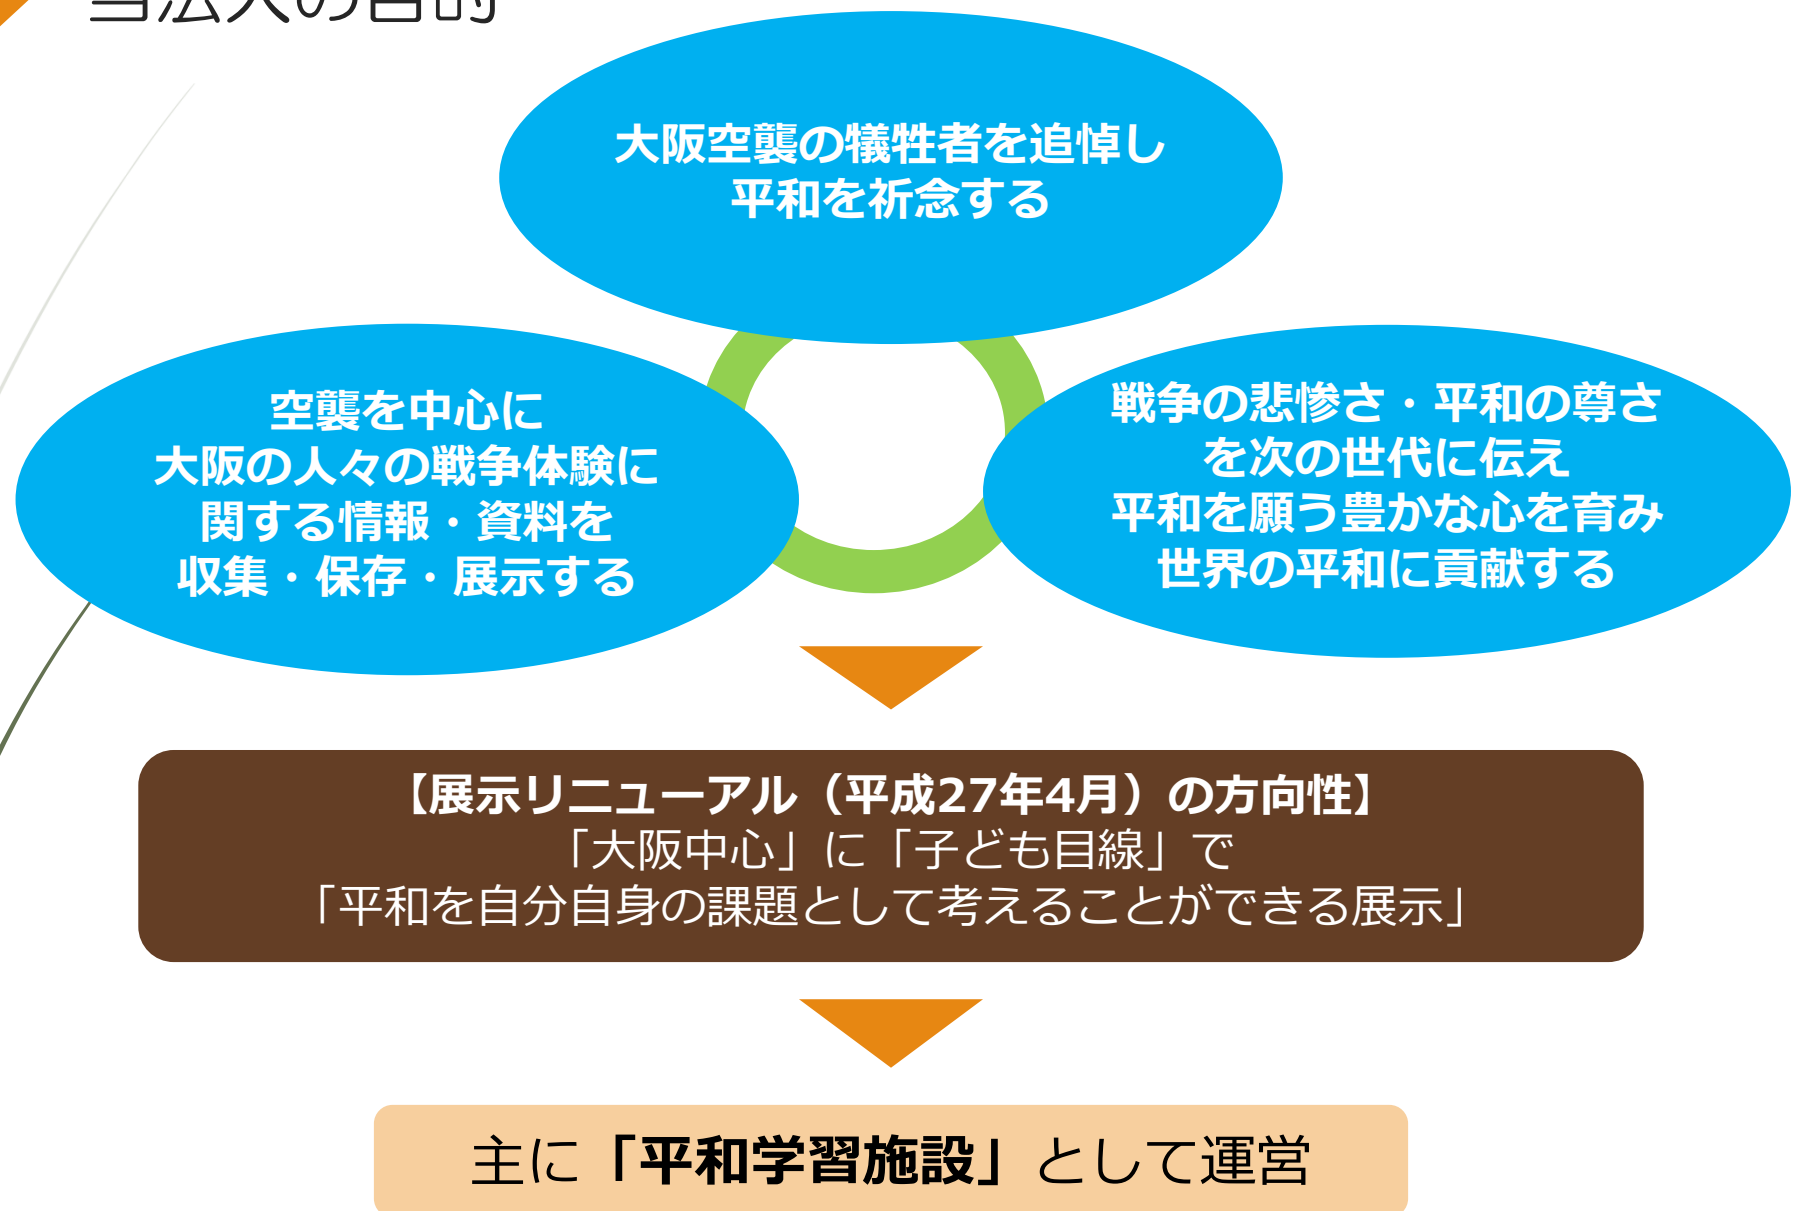 当法人の目的
大阪空襲の犠牲者を追悼し
平和を祈念する
空襲を中心に
大阪の人々の戦争体験に
関する情報・資料を
収集・保存・展示する
戦争の悲惨さ・平和の尊さ
を次の世代に伝え
平和を願う豊かな心を育み
世界の平和に貢献する
【展示リニューアル（平成27年4月）の方向性】
「大阪中心」に「子ども目線」で
「平和を自分自身の課題として考えることができる展示」
主に「平和学習施設」として運営